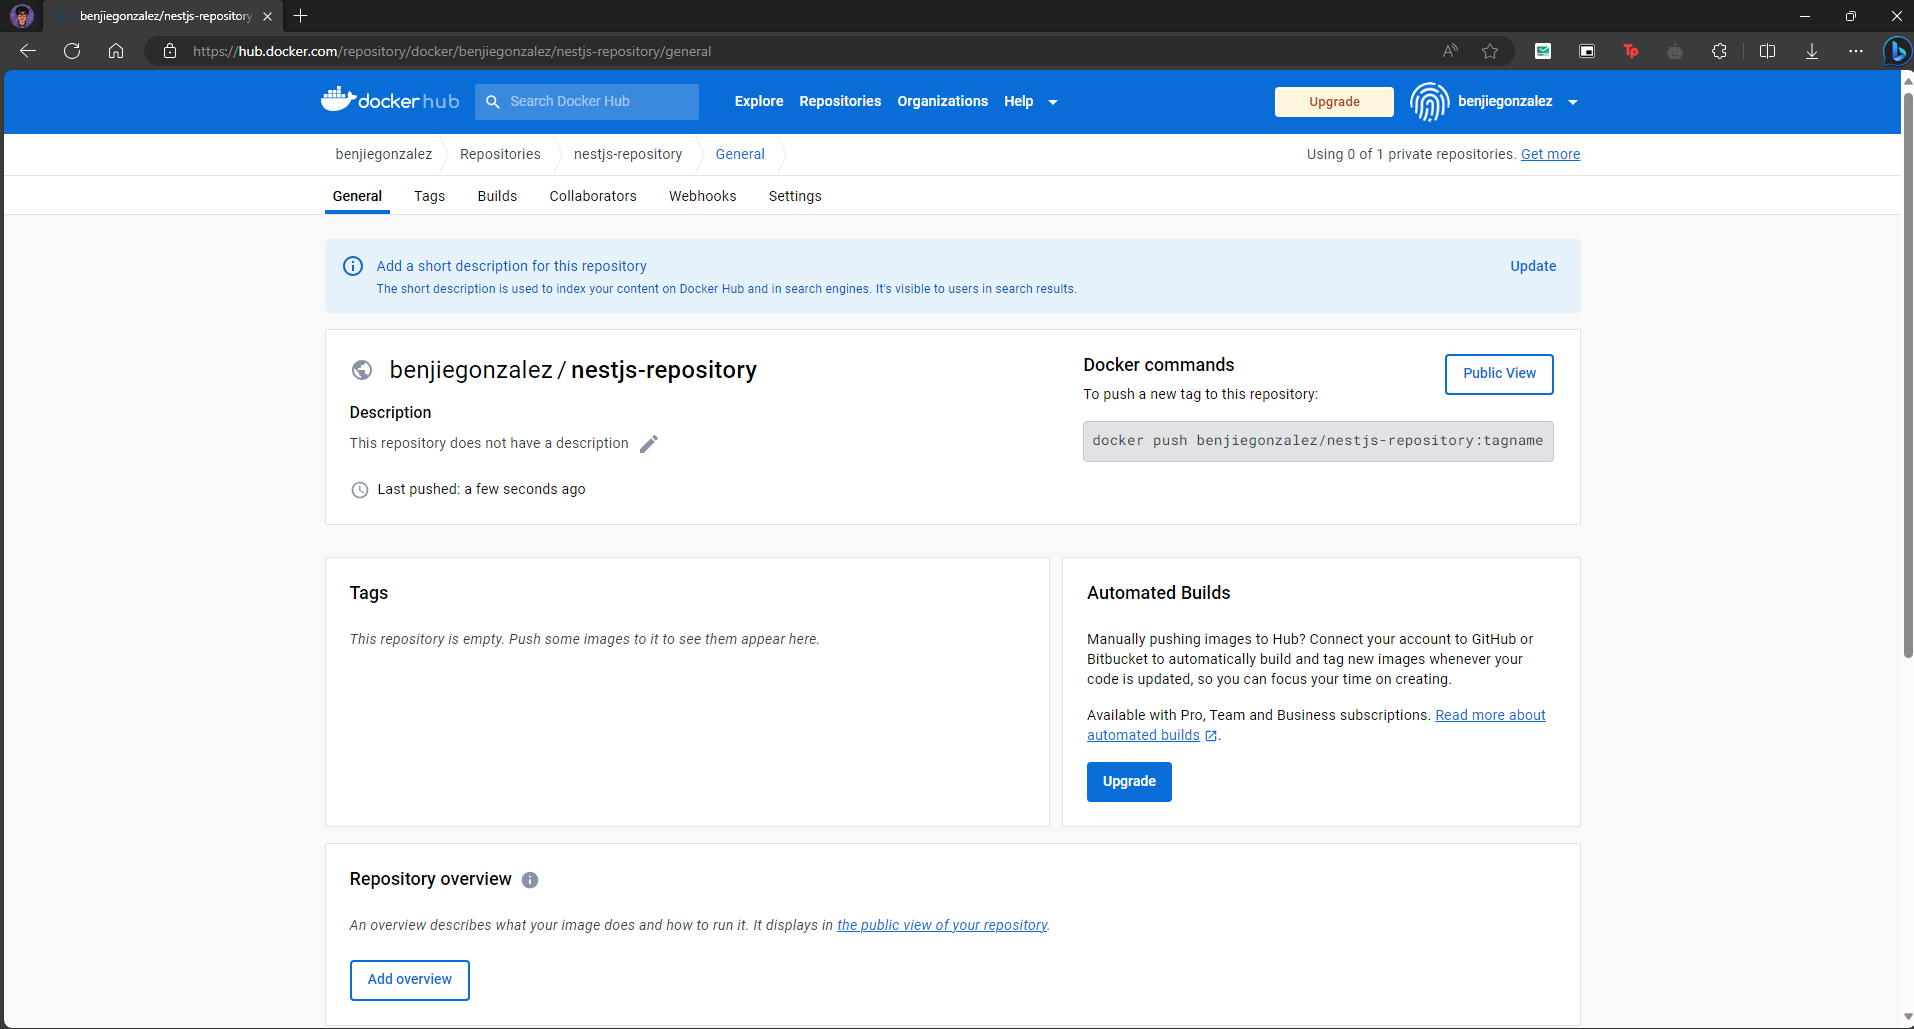 benjiegonzalez/nestjs-repository
https://hub.docker.com/repository/docker/benjiegonzalez/nestjs-repository/general
docker hub Search Docker Hub Explore Repositories Organizations Help Upgrade benjiegonzalez
benjiegonzalez Repositories nestjs-repository General Using 0 of 1 private repositories. Get more
General Tags Builds Collaborators Webhooks Settings
Add a short description for this repository Update
The short description is used to index your content on Docker Hub and in search engines. It's visible to users in search results.
benjiegonzalez / nestjs-repository
Description
This repository does not have a description
Last pushed: a few seconds ago
Docker commands
Public View
To push a new tag to this repository:
docker push benjiegonzalez/nestjs-repository:tagname
Tags
This repository is empty. Push some images to it to see them appear here.
Automated Builds
Manually pushing images to Hub? Connect your account to GitHub or
Bitbucket to automatically build and tag new images whenever your
code is updated, so you can focus your time on creating.
Available with Pro, Team and Business subscriptions. Read more about
automated builds .
Upgrade
Repository overview
An overview describes what your image does and how to run it. It displays in the public view of your repository.
Add overview